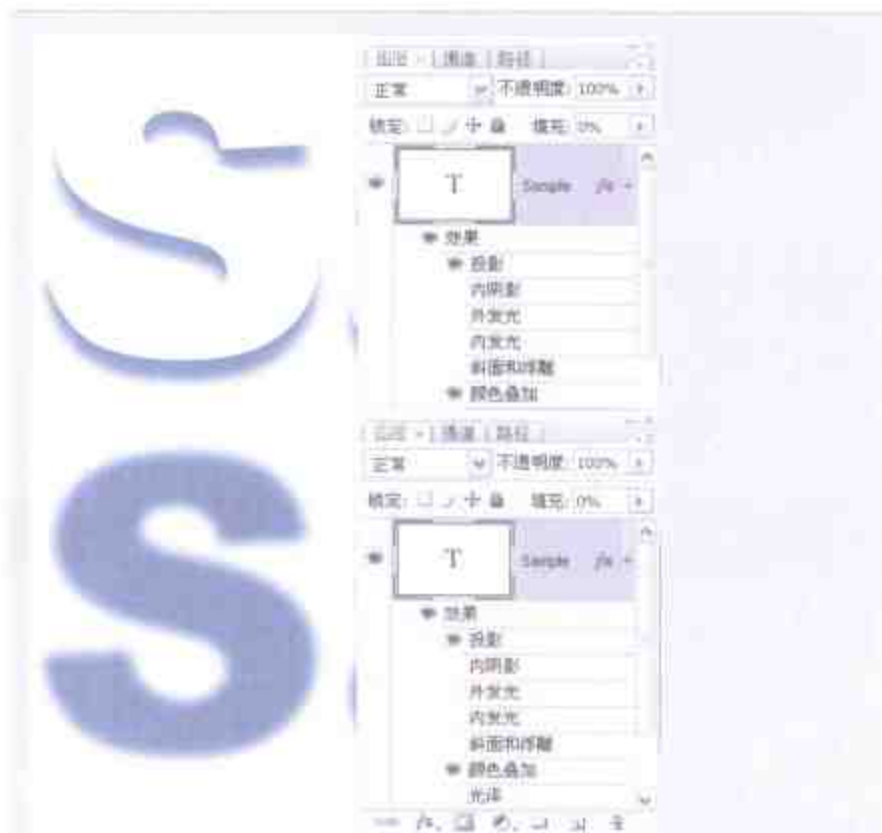 S
图层 × 通道 路径
正常 不透明度: 100%
锁定: 填充: 0%
T Sample fx
效果
投影
内阴影
外发光
内发光
斜面和浮雕
颜色叠加
S
图层 × 通道 路径
正常 不透明度: 100%
锁定: 填充: 0%
T Sample fx
效果
投影
内阴影
外发光
内发光
斜面和浮雕
颜色叠加
光泽
fx.